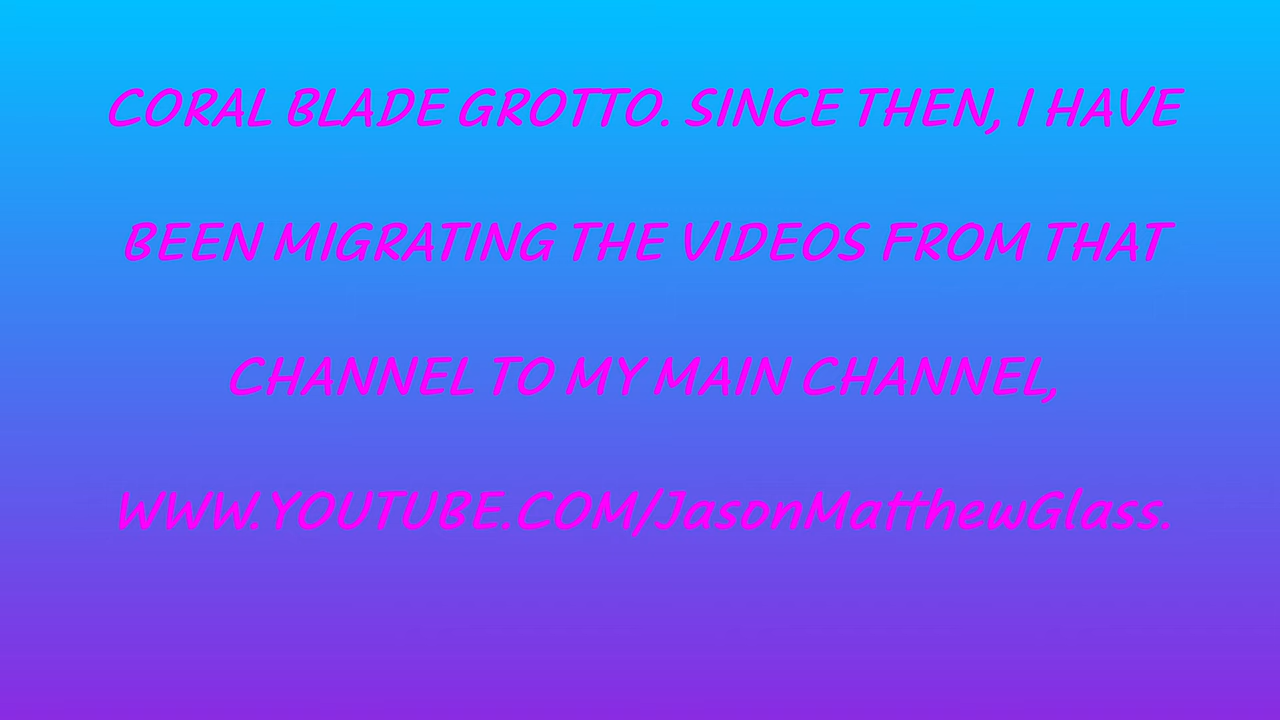 CORAL BLADE GROTTO. SINCE THEN, I HAVE
BEEN MIGRATING THE VIDEOS FROM THAT
CHANNEL TO MY MAIN CHANNEL,
WWW.YOUTUBE.COM/JasonMatthewGlass.